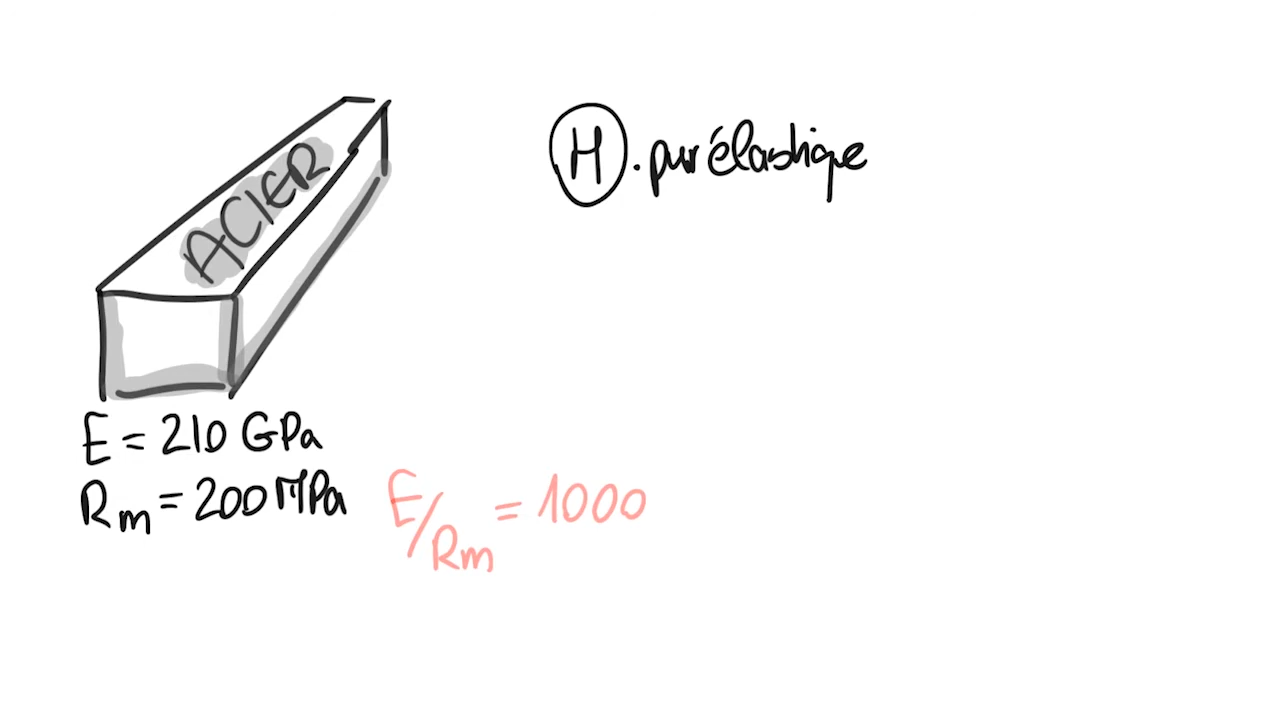 ACIER
H . pur élastique
E = 210 GPa
Rm = 200 MPa
E/Rm = 1000